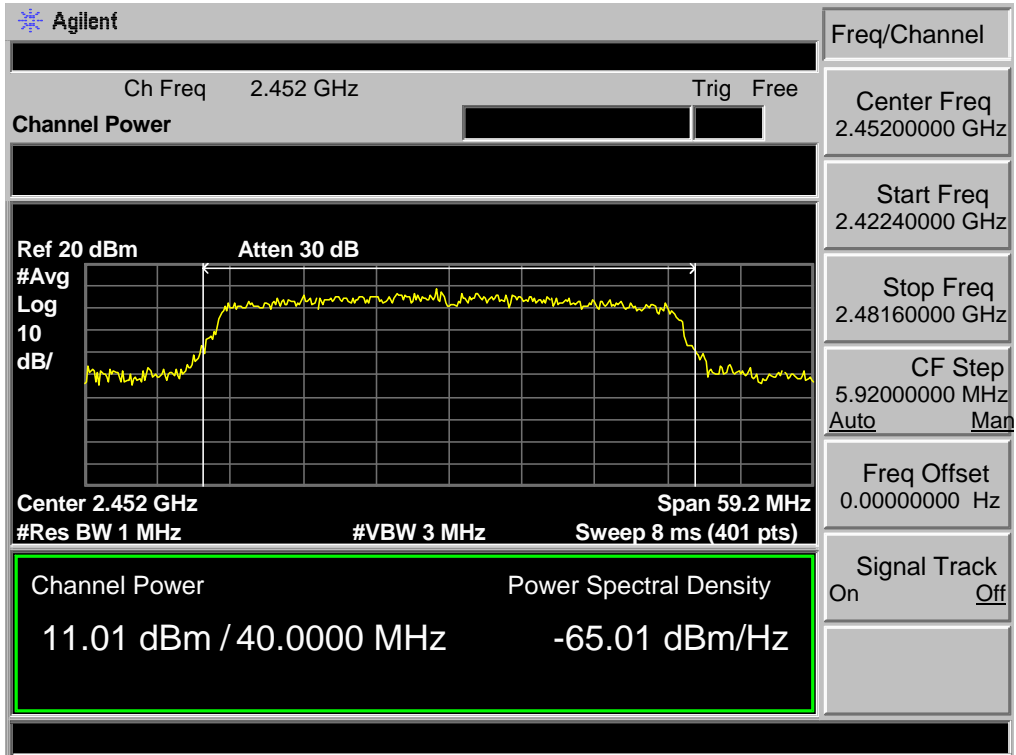 Agilent
Freq/Channel
Ch Freq 2.452 GHz Trig Free
Channel Power
Center Freq
2.45200000 GHz
Start Freq
2.42240000 GHz
Stop Freq
2.48160000 GHz
CF Step
5.92000000 MHz
Auto Man
Freq Offset
0.00000000 Hz
Signal Track
On Off
Ref 20 dBm Atten 30 dB
#Avg
Log
10
dB/
Center 2.452 GHz Span 59.2 MHz
#Res BW 1 MHz #VBW 3 MHz Sweep 8 ms (401 pts)
Channel Power Power Spectral Density
11.01 dBm / 40.0000 MHz -65.01 dBm/Hz